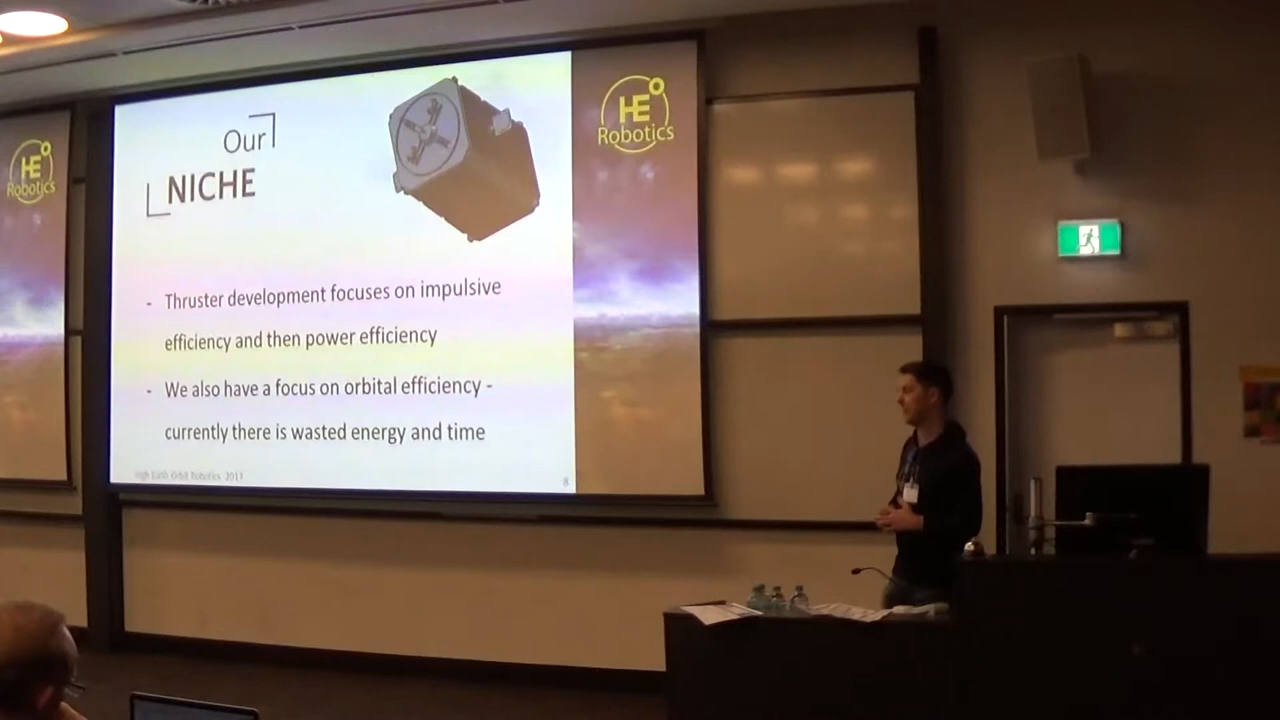 Our
NICHE
- Thruster development focuses on impulsive
efficiency and then power efficiency
- We also have a focus on orbital efficiency -
currently there is wasted energy and time
High Earth Orbit Robotics, 2017
8
HE
Robotics
HE
Robotics